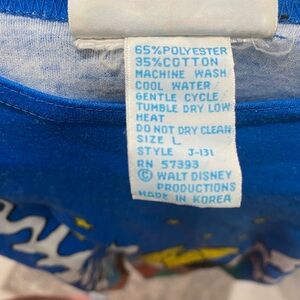 65% POLYESTER
35% COTTON
MACHINE WASH
COOL WATER
GENTLE CYCLE
TUMBLE DRY LOW
HEAT
DO NOT DRY CLEAN
SIZE L
STYLE J-131
RN 57393
© WALT DISNEY
PRODUCTIONS
MADE IN KOREA